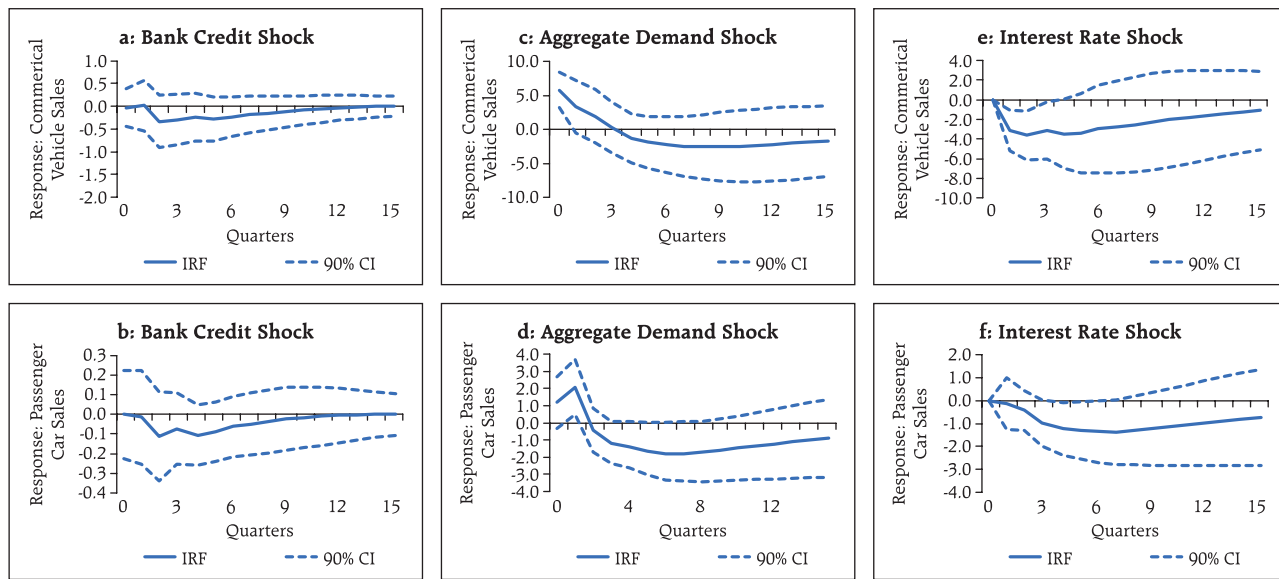 a: Bank Credit Shock
Response: Commerical
Vehicle Sales
1.0
0.5
0.0
-0.5
-1.0
-1.5
-2.0
0 3 6 9 12 15
Quarters
IRF 90% CI
c: Aggregate Demand Shock
Response: Commerical
Vehicle Sales
10.0
5.0
0.0
-5.0
-10.0
0 3 6 9 12 15
Quarters
IRF 90% CI
e: Interest Rate Shock
Response: Commerical
Vehicle Sales
4.0
2.0
0.0
-2.0
-4.0
-6.0
-8.0
-10.0
0 3 6 9 12 15
Quarters
IRF 90% CI
b: Bank Credit Shock
Response: Passenger
Car Sales
0.3
0.2
0.1
0.0
-0.1
-0.2
-0.3
-0.4
0 3 6 9 12 15
Quarters
IRF 90% CI
d: Aggregate Demand Shock
Response: Passenger
Car Sales
4.0
3.0
2.0
1.0
0.0
-1.0
-2.0
-3.0
-4.0
0 4 8 12
Quarters
IRF 90% CI
f: Interest Rate Shock
Response: Passenger
Car Sales
2.0
1.0
0.0
-1.0
-2.0
-3.0
-4.0
0 3 6 9 12 15
Quarters
IRF 90% CI